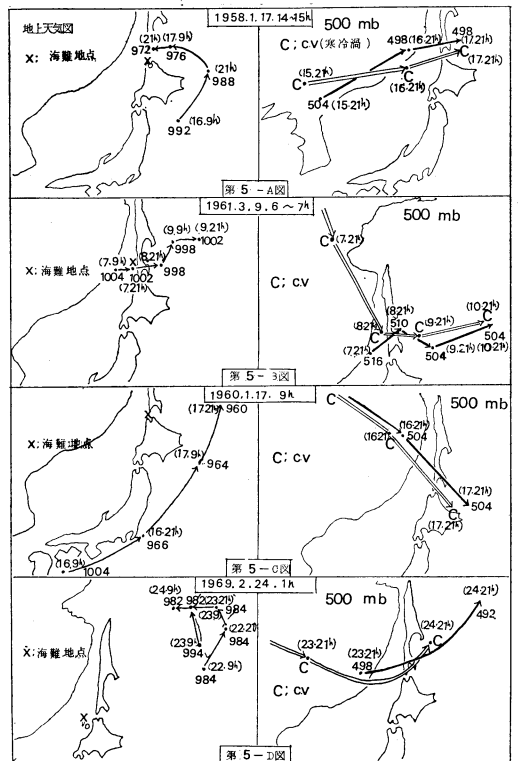 1958.1.17.14~15h
地上天気図
X: 海難地点
(21h) (17.9h)
972 976
X
(21h)
988
992 (16.9h)
500 mb
C; c.v(寒冷渦)
498 (16.21h) 498
(17.21h)
C
(17.21h)
C (15.21h)
C
(16.21h)
504 (15.21h)
第5-A図
1961.3.9.6~7h
X;海難地点
(9.9h) (9.21h)
998 1002
(7.9h) X (8.21h)
1004 1002 998
(7.21h)
500 mb
C; c.v
C (7.21h)
(8.21h)
(8.21h) 510
C C (9.21h)
(10.21h)
C
(7.21h)
516
504
(9.21h) (10.21h)
504
第5-B図
1960.1.17.9h
X;海難地点
(17.21h) 960
(17.9h)
964
(16.21h)
966
(16.9h)
1004
500 mb
C; c.v
C
(16.21h)
(16.21h) 504
C
(17.21h)
504
C
(17.21h)
第5-C図
1969.2.24.1h
X;海難地点
(24.9h)
982 982 (23.21h)
984
(23.9h)
994
(22.21h)
984
(22.9h)
984
X
500 mb
C; c.v
(24.21h)
492
(24.21h)
C
(23.21h)
C
(23.21h)
498
第5-D図